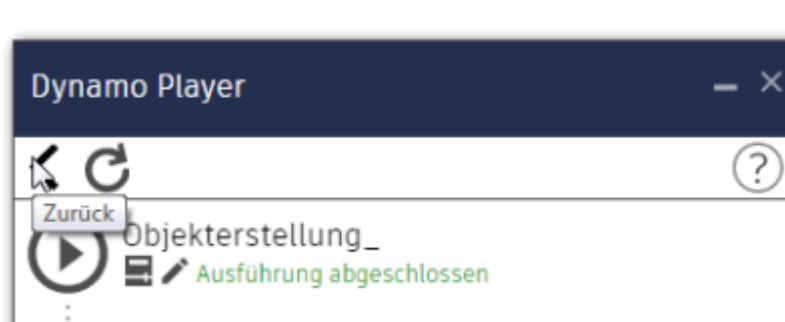 Dynamo Player
?
Zurück
Objekterstellung_
Ausführung abgeschlossen